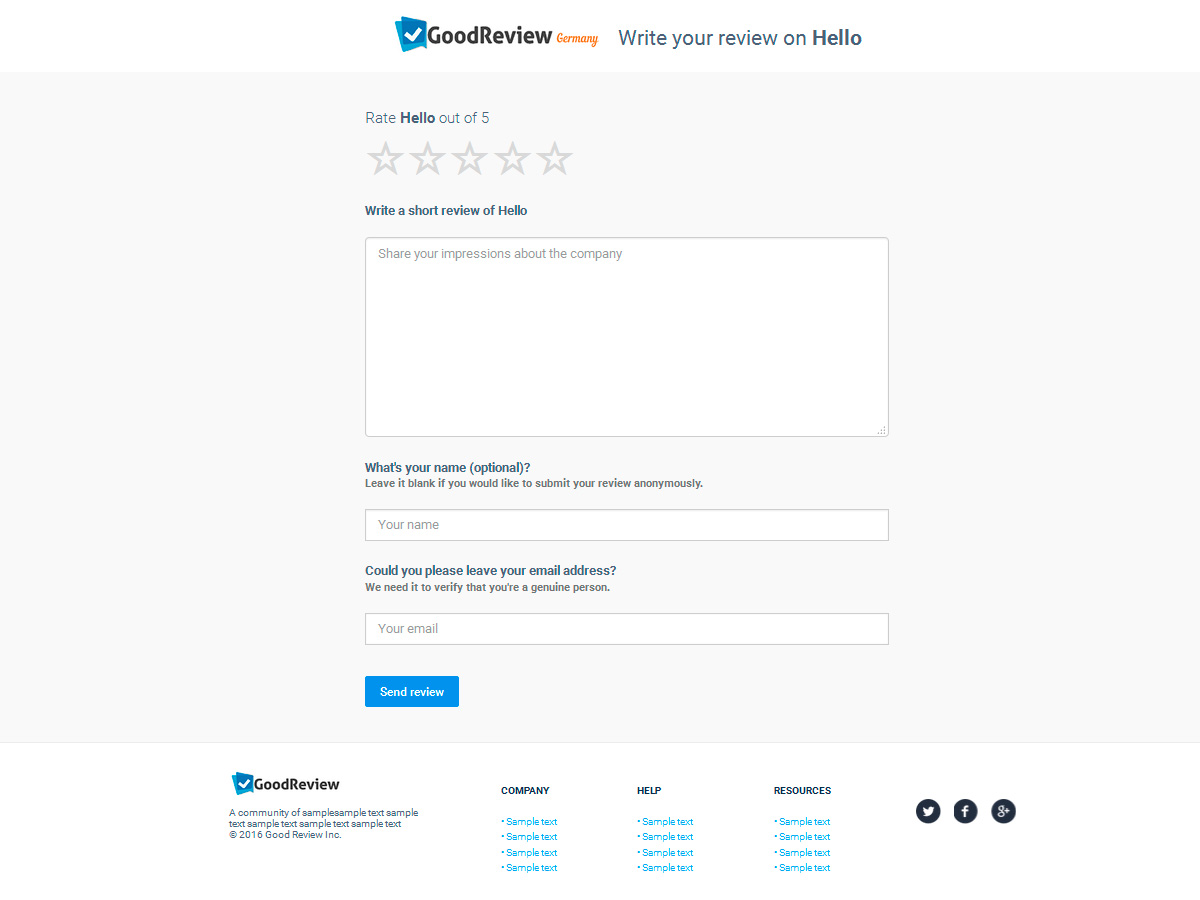 GoodReview Germany Write your review on Hello
Rate Hello out of 5
Write a short review of Hello
Share your impressions about the company
What's your name (optional)?
Leave it blank if you would like to submit your review anonymously.
Your name
Could you please leave your email address?
We need it to verify that you're a genuine person.
Your email
Send review
GoodReview
A community of samplesample text sample
text sample text sample text sample text
© 2016 Good Review Inc.
COMPANY
• Sample text
• Sample text
• Sample text
• Sample text
HELP
• Sample text
• Sample text
• Sample text
• Sample text
RESOURCES
• Sample text
• Sample text
• Sample text
• Sample text